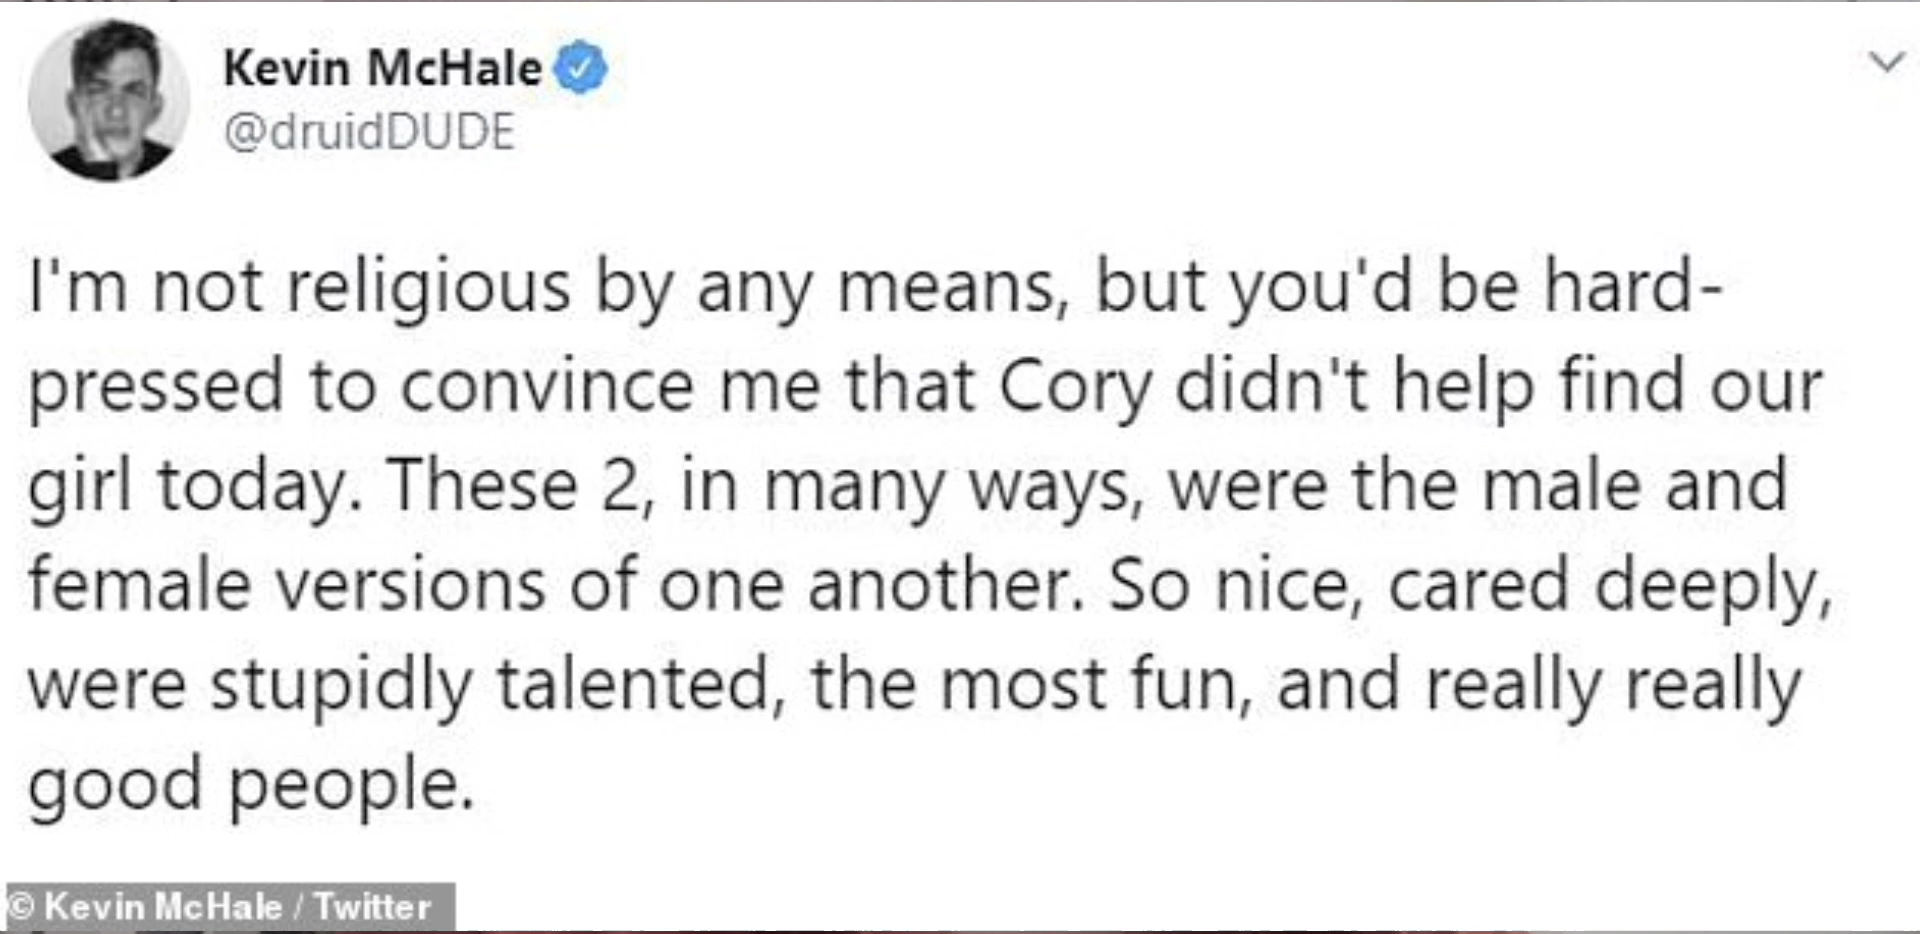 Kevin McHale
@druidDUDE
I'm not religious by any means, but you'd be hard-
pressed to convince me that Cory didn't help find our
girl today. These 2, in many ways, were the male and
female versions of one another. So nice, cared deeply,
were stupidly talented, the most fun, and really really
good people.
© Kevin McHale / Twitter